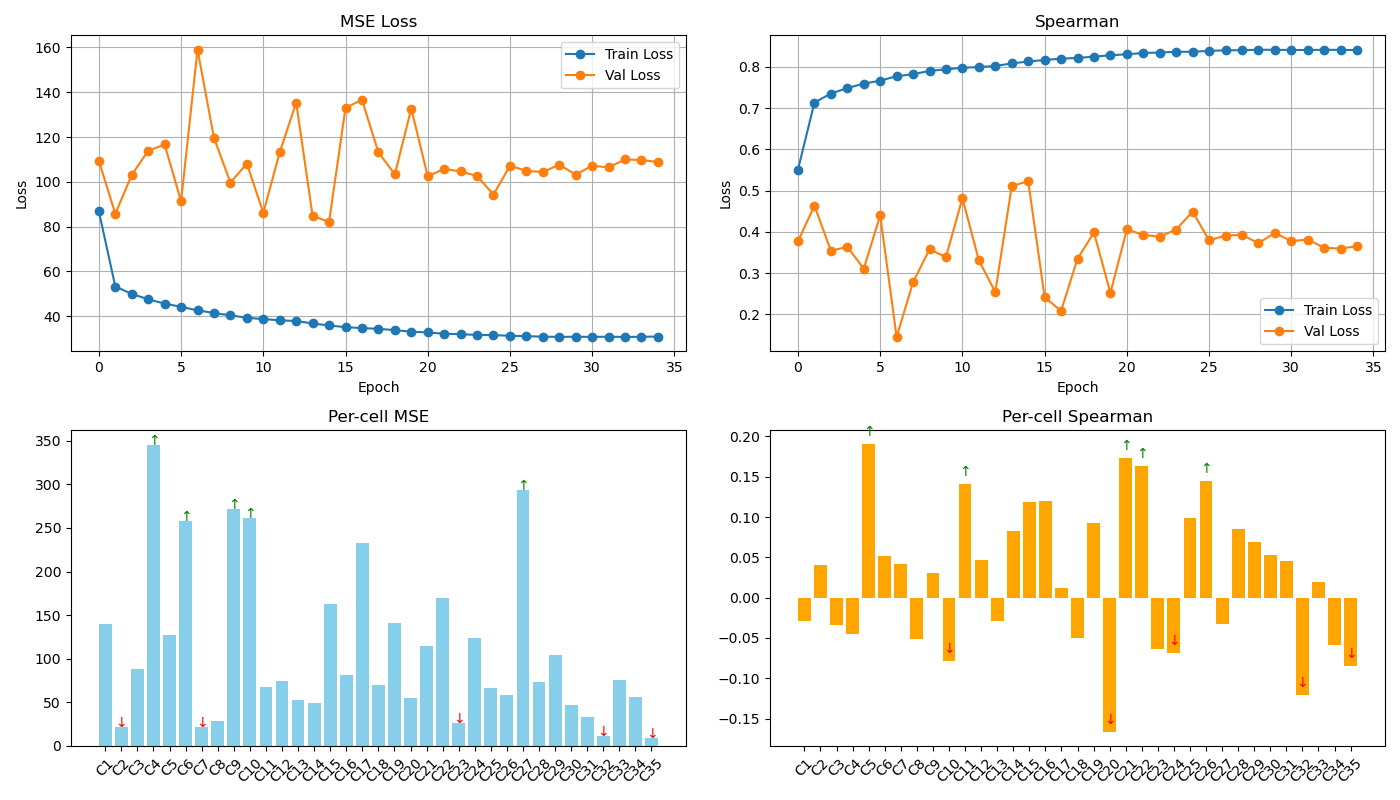 MSE Loss
160
140
120
100
80
60
40
Loss
0 5 10 15 20 25 30 35
Epoch
Train Loss
Val Loss
Spearman
0.8
0.7
0.6
0.5
0.4
0.3
0.2
Loss
0 5 10 15 20 25 30 35
Epoch
Train Loss
Val Loss
Per-cell MSE
350
300
250
200
150
100
50
0
↑ ↑ ↑ ↑ ↑
↓ ↓ ↓ ↓ ↓
C1 C2 C3 C4 C5 C6 C7 C8 C9 C10 C11 C12 C13 C14 C15 C16 C17 C18 C19 C20 C21 C22 C23 C24 C25 C26 C27 C28 C29 C30 C31 C32 C33 C34 C35
Per-cell Spearman
0.20
0.15
0.10
0.05
0.00
−0.05
−0.10
−0.15
↑ ↑ ↑ ↑ ↑
↓ ↓ ↓ ↓ ↓
C1 C2 C3 C4 C5 C6 C7 C8 C9 C10 C11 C12 C13 C14 C15 C16 C17 C18 C19 C20 C21 C22 C23 C24 C25 C26 C27 C28 C29 C30 C31 C32 C33 C34 C35